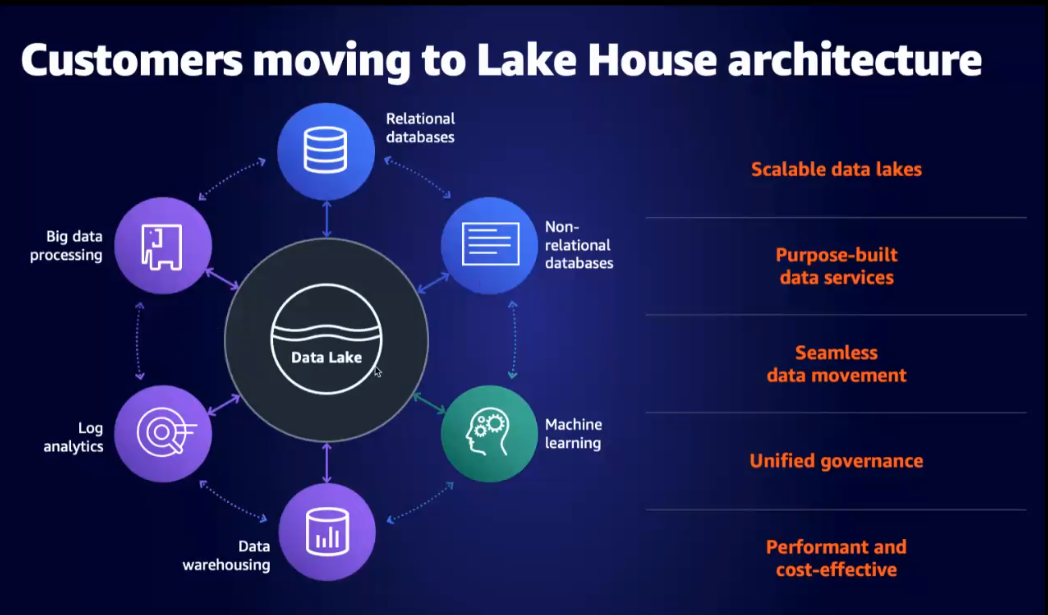 Customers moving to Lake House architecture
Relational
databases
Non-
relational
databases
Machine
learning
Data
warehousing
Log
analytics
Big data
processing
Data Lake
Scalable data lakes
Purpose-built
data services
Seamless
data movement
Unified governance
Performant and
cost-effective